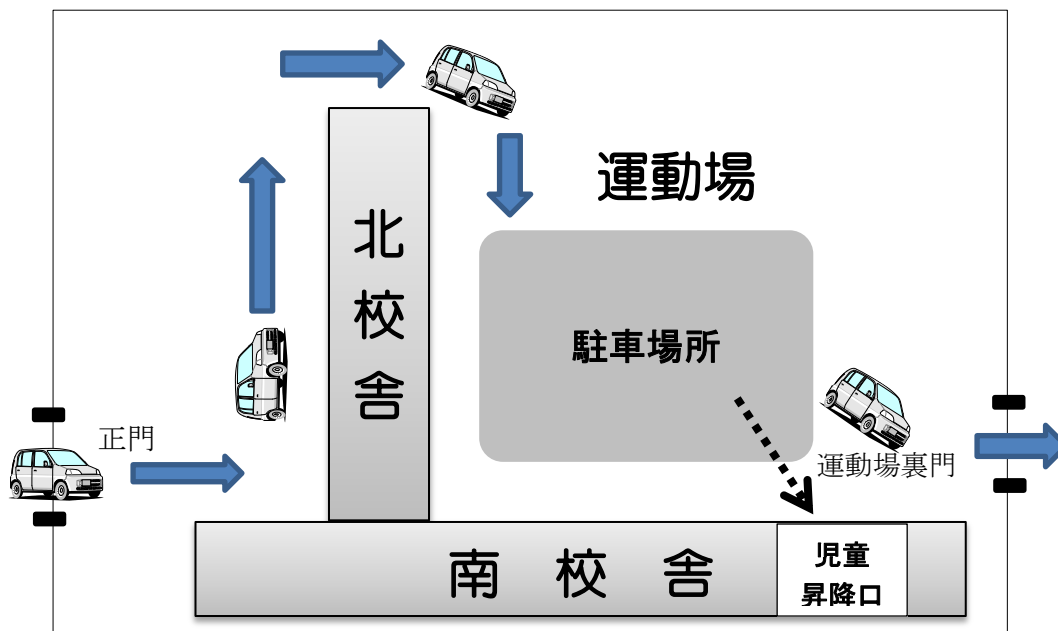 運動場
北校舎
駐車場所
正門
運動場裏門
南校舎
児童
昇降口